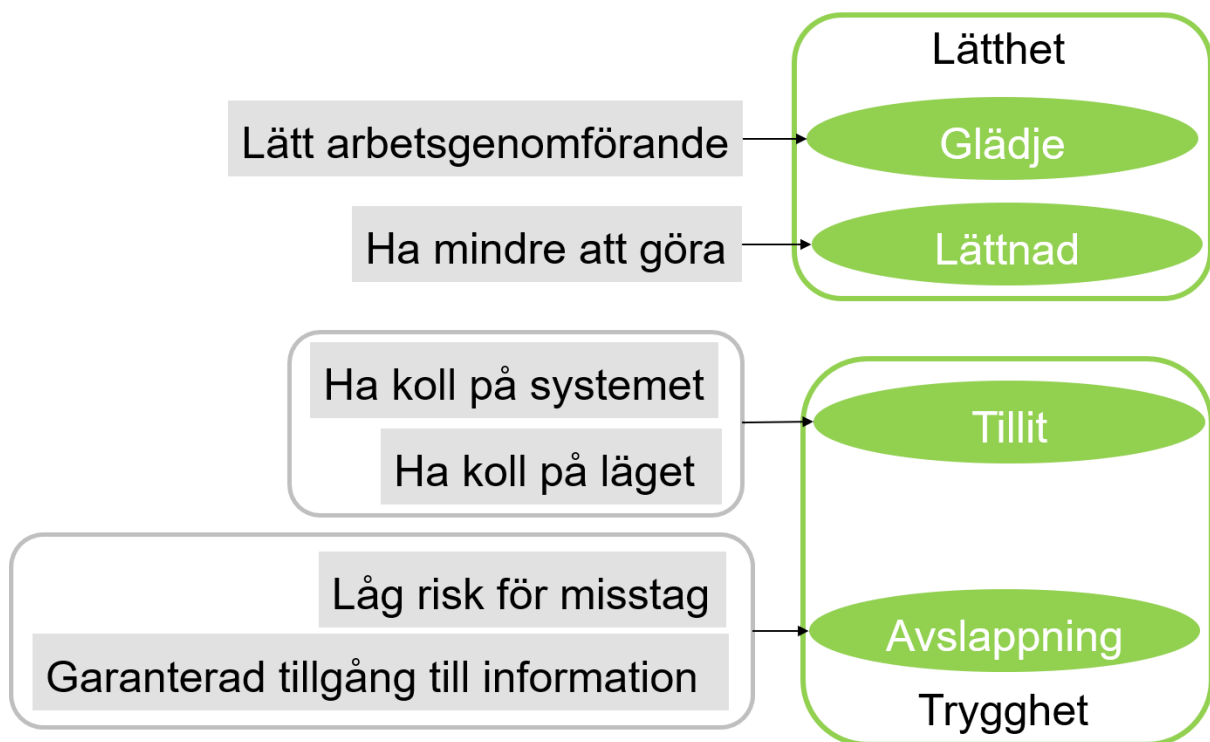 Lätthet
Lätt arbetsgenomförande
Glädje
Ha mindre att göra
Lättnad
Ha koll på systemet
Tillit
Ha koll på läget
Låg risk för misstag
Avslappning
Garanterad tillgång till information
Trygghet